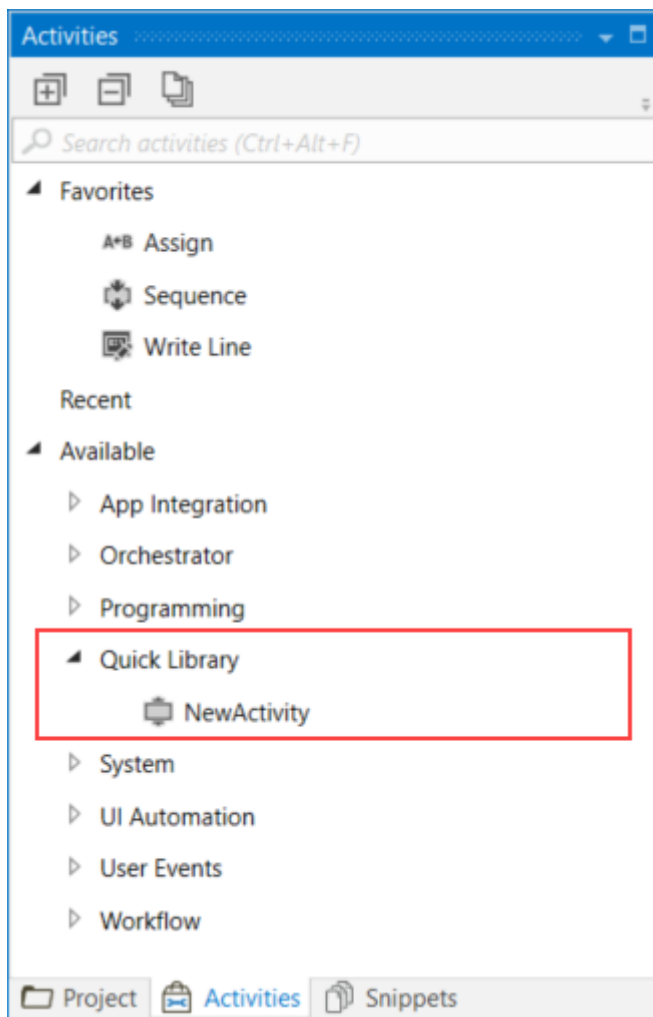 Activities
Search activities (Ctrl+Alt+F)
Favorites
A+B Assign
Sequence
Write Line
Recent
Available
App Integration
Orchestrator
Programming
Quick Library
NewActivity
System
UI Automation
User Events
Workflow
Project Activities Snippets